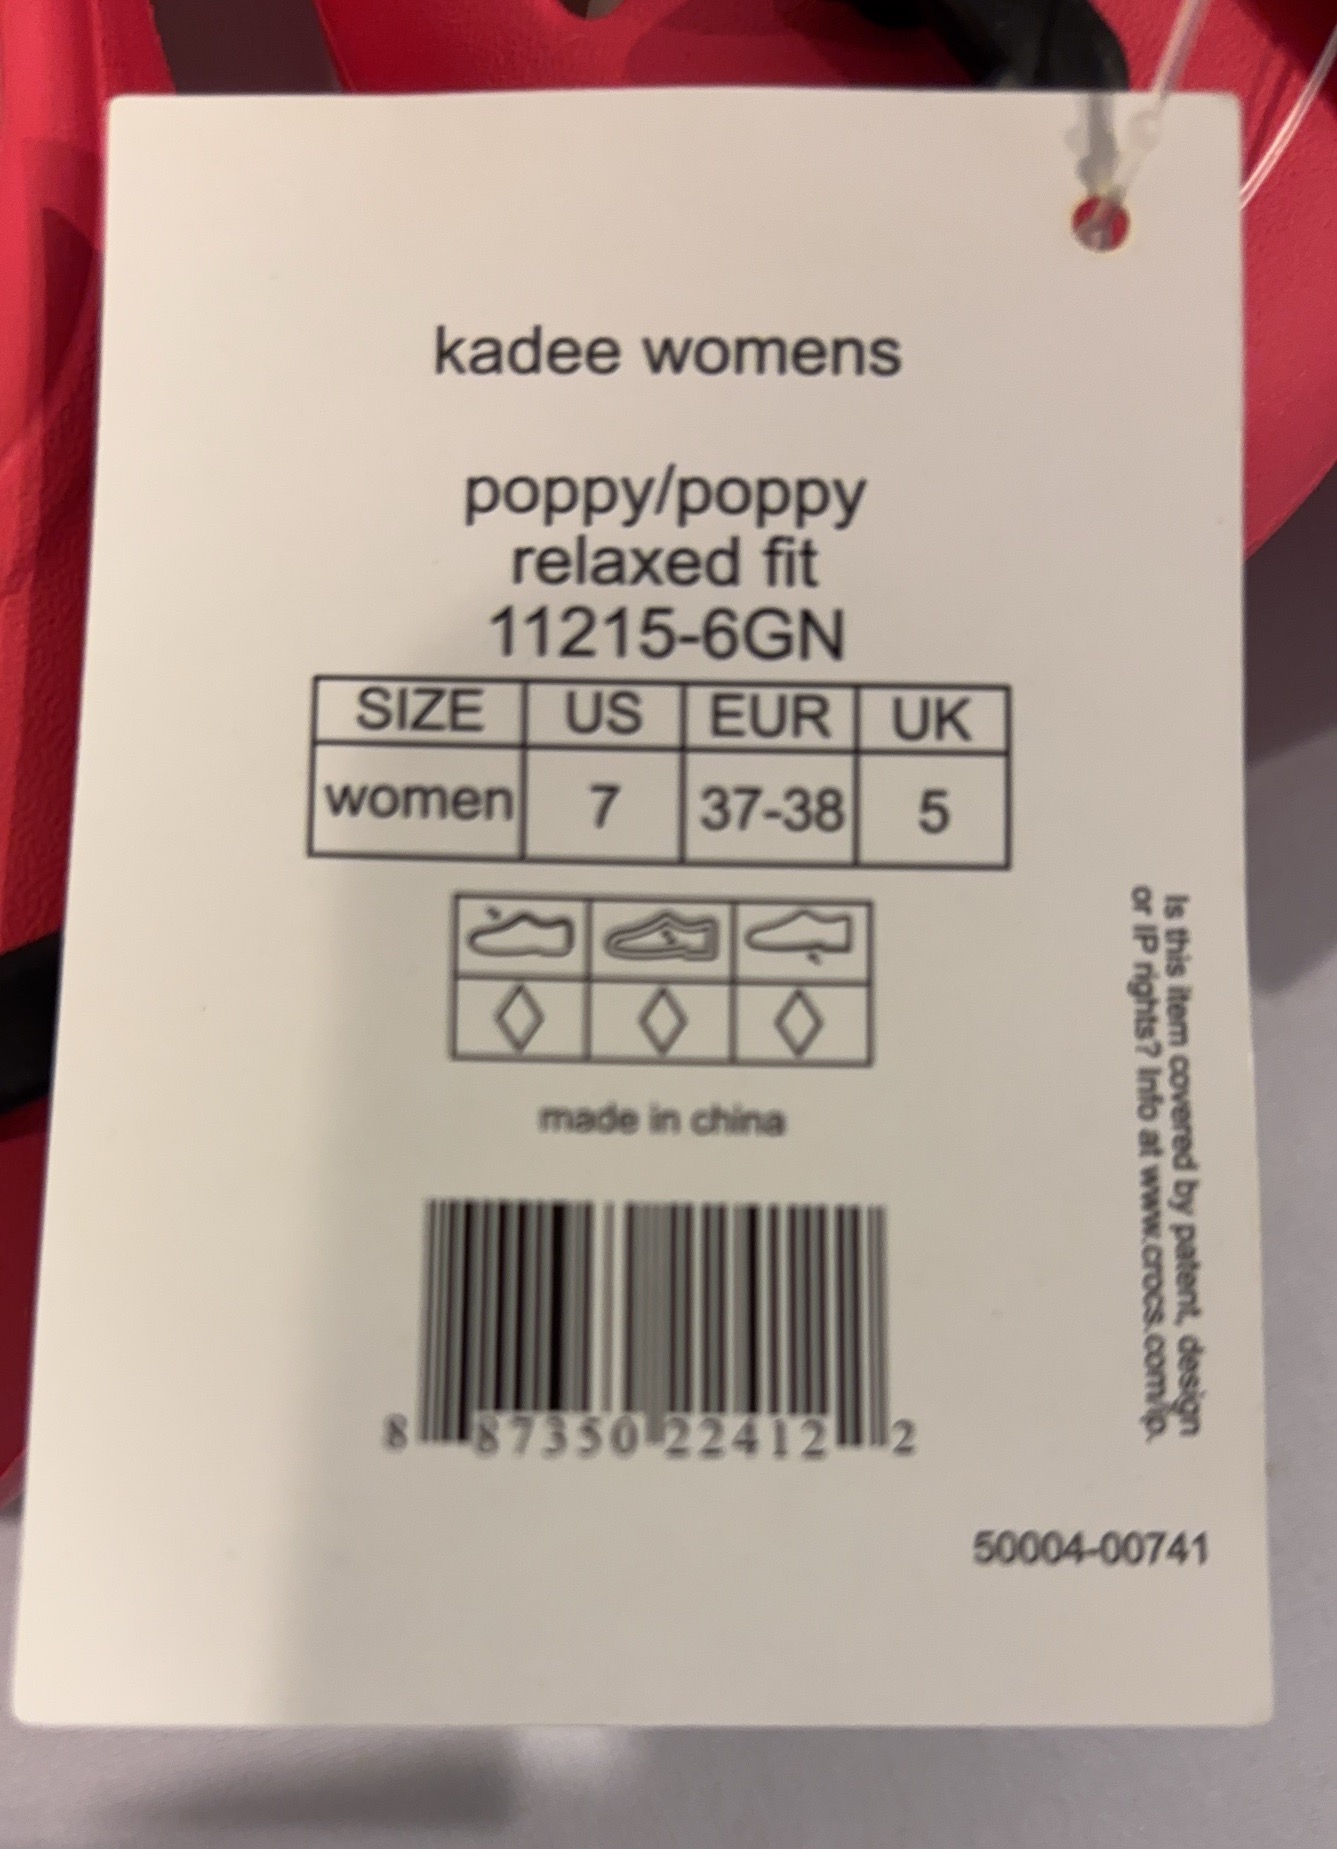 kadee womens
poppy/poppy
relaxed fit
11215-6GN
SIZE US EUR UK
women 7 37-38 5
made in china
8 87350 22412 2
Is this item covered by patent, design
or IP rights? Info at www.crocs.com/ip.
50004-00741